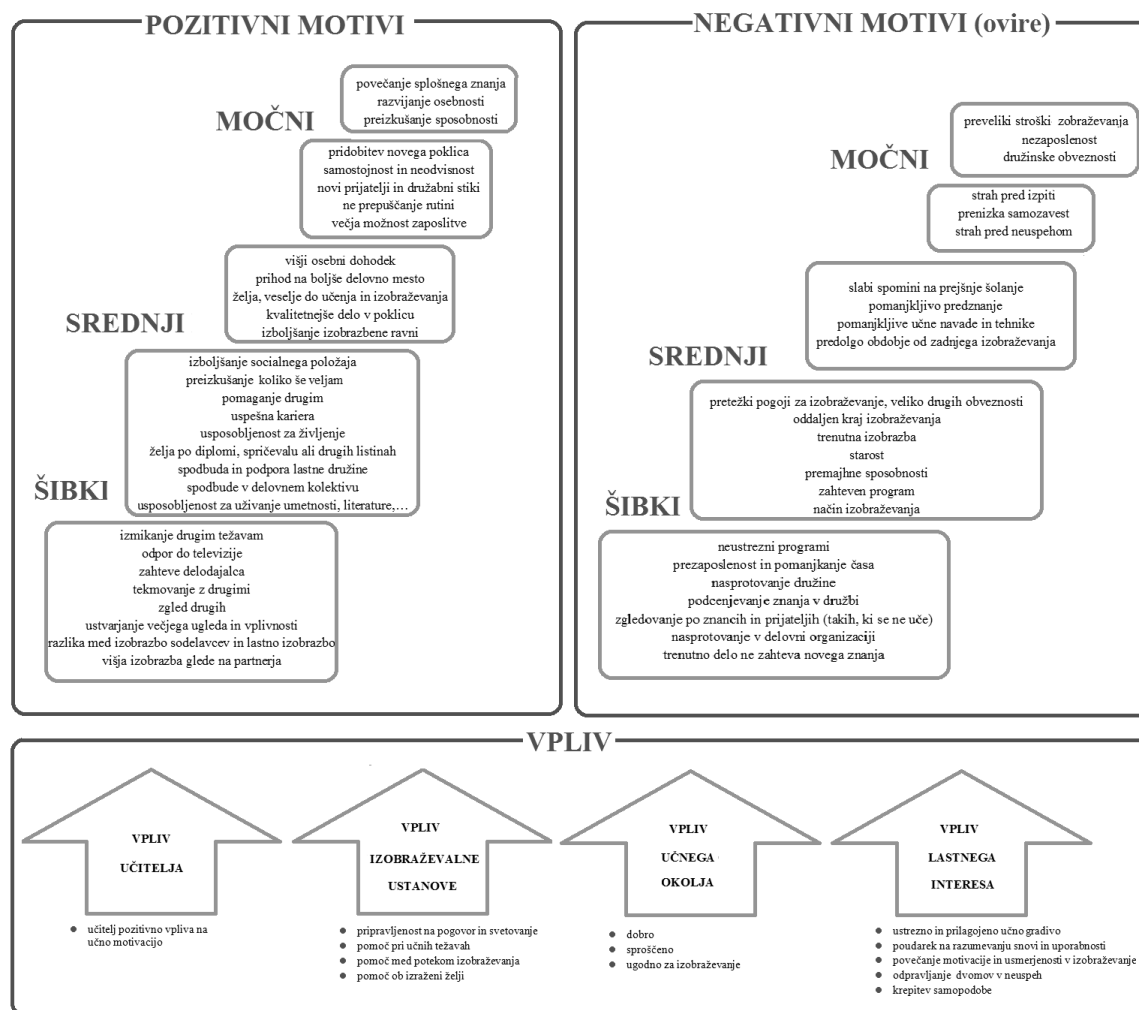 POZITIVNI MOTIVI
povečanje splošnega znanja
razvijanje osebnosti
preizkušanje sposobnosti
MOČNI
pridobitev novega poklica
samostojnost in neodvisnost
novi prijatelji in družabni stiki
ne prepuščanje rutini
večja možnost zaposlitve
višji osebni dohodek
prihod na boljše delovno mesto
želja, veselje do učenja in izobraževanja
kvalitetnejše delo v poklicu
izboljšanje izobrazbene ravni
SREDNJI
izboljšanje socialnega položaja
preizkušanje koliko še veljam
pomaganje drugim
uspešna kariera
usposobljenost za življenje
želja po diplomi, spričevalu ali drugih listinah
spodbuda in podpora lastne družine
spodbude v delovnem kolektivu
usposobljenost za uživanje umetnosti, literature,…
ŠIBKI
izmikanje drugim težavam
odpor do televizije
zahteve delodajalca
tekmovanje z drugimi
zgled drugih
ustvarjanje večjega ugleda in vplivnosti
razlika med izobrazbo sodelavcev in lastno izobrazbo
višja izobrazba glede na partnerja
NEGATIVNI MOTIVI (ovire)
preveliki stroški zobraževanja
nezaposlenost
družinske obveznosti
MOČNI
strah pred izpiti
prenizka samozavest
strah pred neuspehom
slabi spomini na prejšnje šolanje
pomanjkljivo predznanje
pomanjkljive učne navade in tehnike
predolgo obdobje od zadnjega izobraževanja
SREDNJI
pretežki pogoji za izobraževanje, veliko drugih obveznosti
oddaljen kraj izobraževanja
trenutna izobrazba
starost
premajhne sposobnosti
zahteven program
način izobraževanja
ŠIBKI
neustrezni programi
prezaposlenost in pomanjkanje časa
nasprotovanje družine
podcenjevanje znanja v družbi
zgledovanje po znancih in prijateljih (takih, ki se ne uče)
nasprotovanje v delovni organizaciji
trenutno delo ne zahteva novega znanja
VPLIV
VPLIV
UČITELJA
● učitelj pozitivno vpliva na
učno motivacijo
VPLIV
IZOBRAŽEVALNE
USTANOVE
● pripravljenost na pogovor in svetovanje
● pomoč pri učnih težavah
● pomoč med potekom izobraževanja
● pomoč ob izraženi želji
VPLIV
UČNEGA
OKOLJA
● dobro
● sproščeno
● ugodno za izobraževanje
VPLIV
LASTNEGA
INTERESA
● ustrezno in prilagojeno učno gradivo
● poudarek na razumevanju snovi in uporabnosti
● povečanje motivacije in usmerjenosti v izobraževanje
● odpravljanje dvomov v neuspeh
● krepitev samopodobe